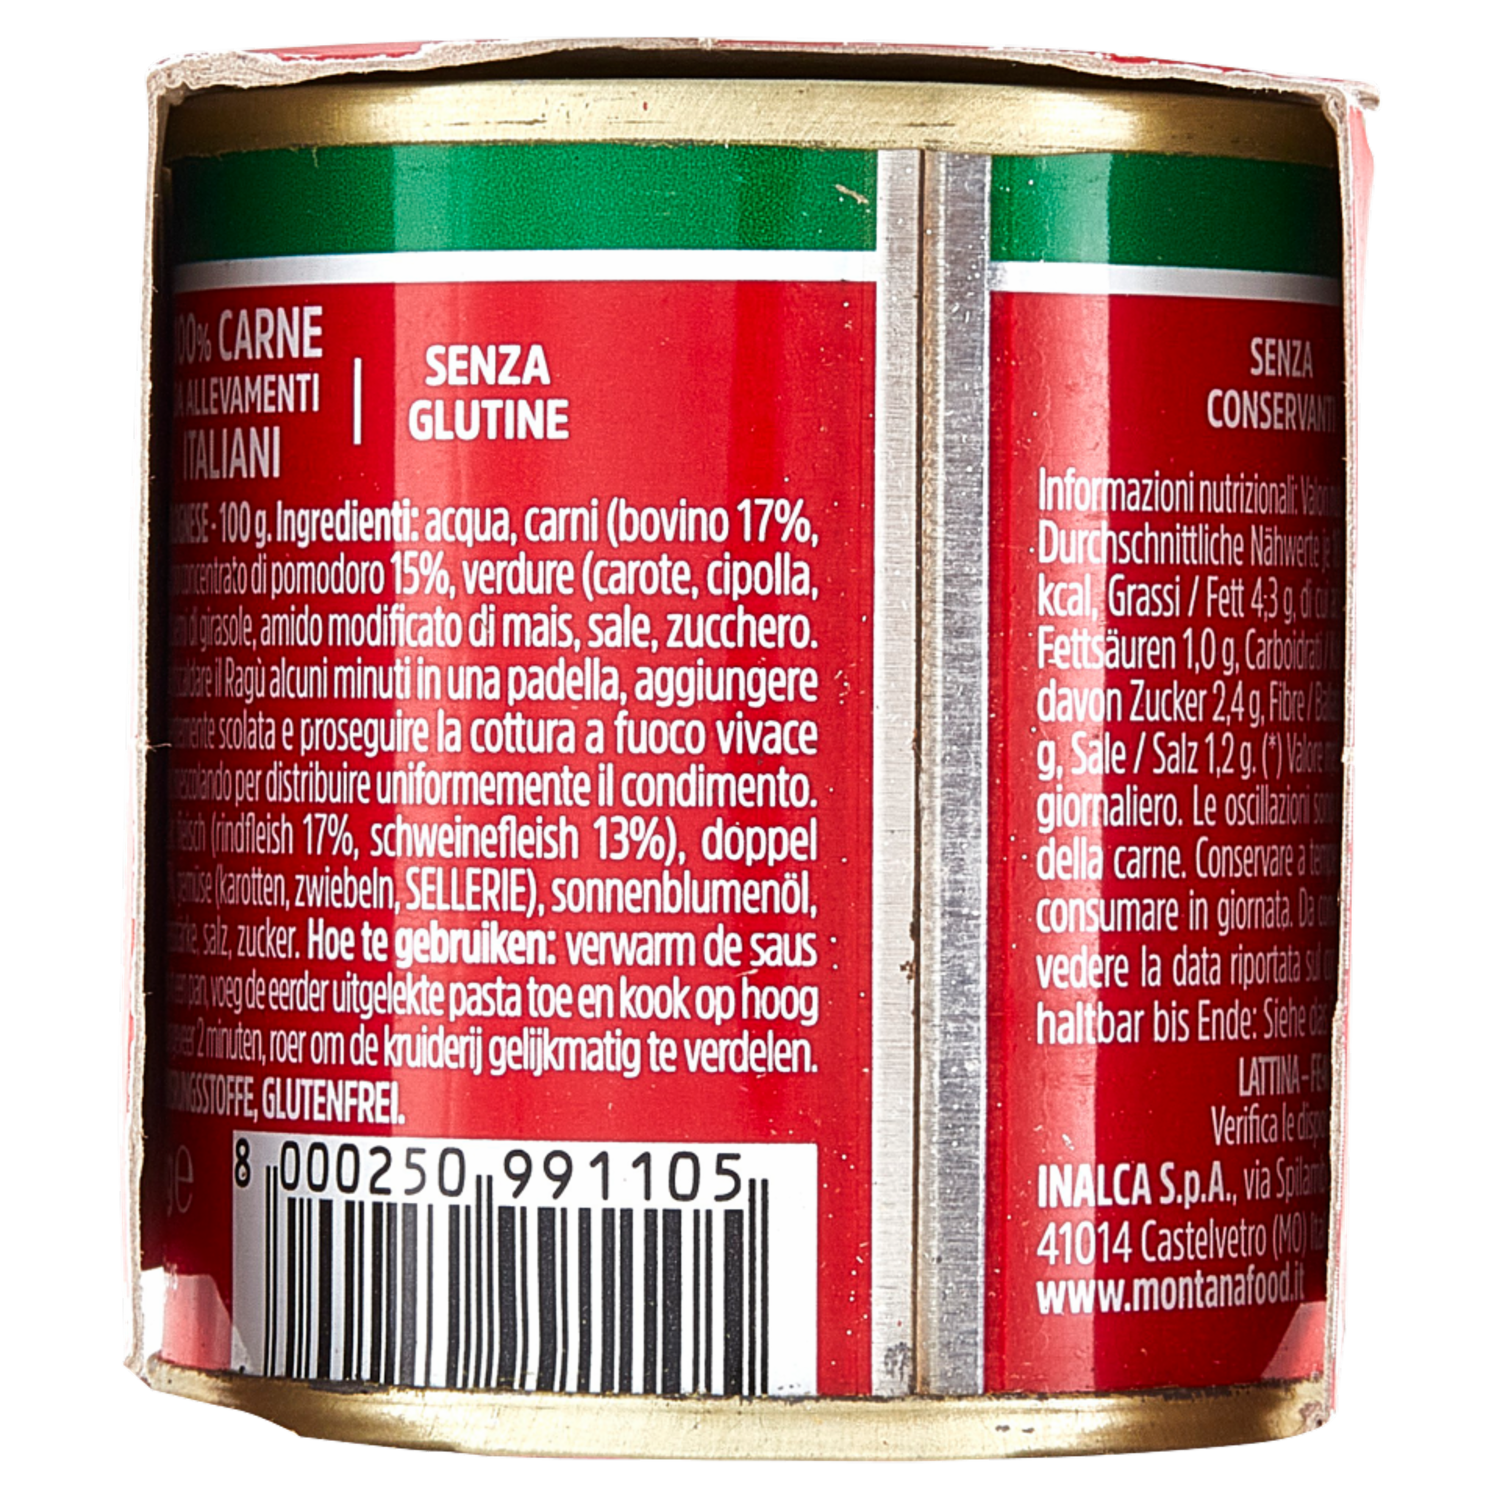 CARNE
ALLEVAMENTI
ITALIANI
SENZA
GLUTINE
- 100 g. Ingredienti: acqua, carni (bovino 17%,
di pomodoro 15%, verdure (carote, cipolla,
di girasole, amido modificato di mais, sale, zucchero.
il Ragù alcuni minuti in una padella, aggiungere
scolata e proseguire la cottura a fuoco vivace
per distribuire uniformemente il condimento.
(rindfleish 17%, schweinefleish 13%), doppel
(karotten, zwiebeln, SELLERIE), sonnenblumenöl,
salz, zucker. Hoe te gebruiken: verwarm de saus
pan, voeg de eerder uitgelekte pasta toe en kook op hoog
2 minuten, roer om de kruiderij gelijkmatig te verdelen.
GLUTENFREI.
e
8 000250 991105
SENZA
CONSERVANTI
Informazioni nutrizionali:
Durchschnittliche Nährwerte
kcal, Grassi / Fett 4,3 g, di cui
Fettsäuren 1,0 g, Carboidrati /
davon Zucker 2,4 g, Fibre /
g, Sale / Salz 1,2 g. (*) Valore
giornaliero. Le oscillazioni
della carne. Conservare a
consumare in giornata. Da
vedere la data riportata
haltbar bis Ende: Siehe
LATTINA -
Verifica le
INALCA S.p.A., via
41014 Castelvetro (MO)
www.montanafood.it